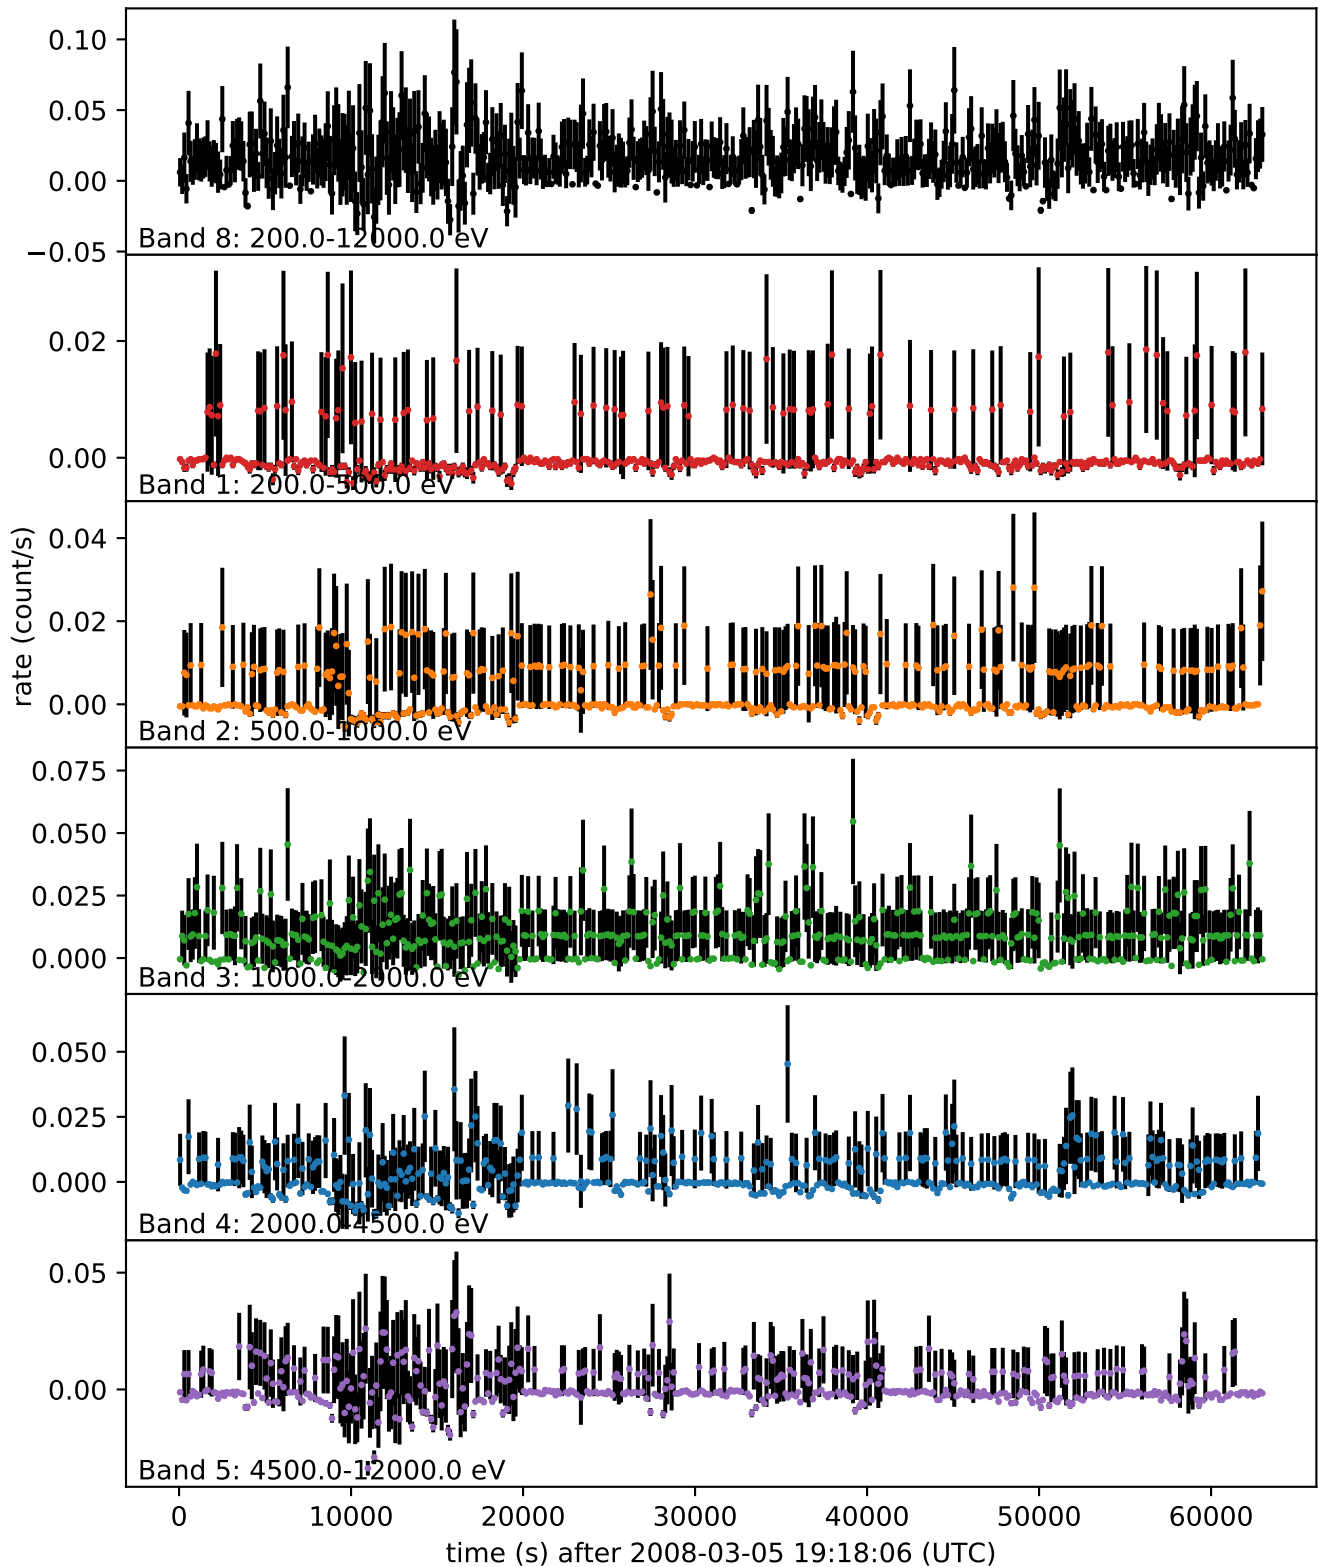 0.10
0.05
0.00
−0.05
Band 8: 200.0-12000.0 eV
0.02
0.00
Band 1: 200.0-500.0 eV
0.04
0.02
0.00
Band 2: 500.0-1000.0 eV
rate (count/s)
0.075
0.050
0.025
0.000
Band 3: 1000.0-2000.0 eV
0.050
0.025
0.000
Band 4: 2000.0-4500.0 eV
0.05
0.00
Band 5: 4500.0-12000.0 eV
0 10000 20000 30000 40000 50000 60000
time (s) after 2008-03-05 19:18:06 (UTC)